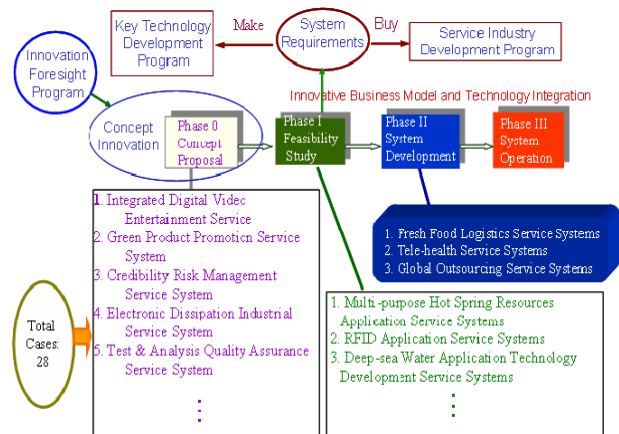 Key Technology
Development
Program
Make
System
Requirements
Buy
Service Industry
Development Program
Innovation
Foresight
Program
Innovative Business Model and Technology Integration
Concept
Innovation
Phase 0
Concept
Proposal
Phase I
Feasibility
Study
Phase II
System
Development
Phase III
System
Operation
1. Integrated Digital Videc
Entertainment Service
2. Green Product Promotion Service
System
3. Credibility Risk Management
Service System
4. Electronic Dissipation Industrial
Service System
5. Test & Analysis Quality Assurance
Service System
⋮
1. Fresh Food Logistics Service Systems
2. Tele-health Service Systems
3. Global Outsourcing Service Systems
1. Multi-purpose Hot Spring Resources
Application Service Systems
2. RFID Application Service Systems
3. Deep-sea Water Application Technology
Development Service Systems
⋮
Total
Cases:
28